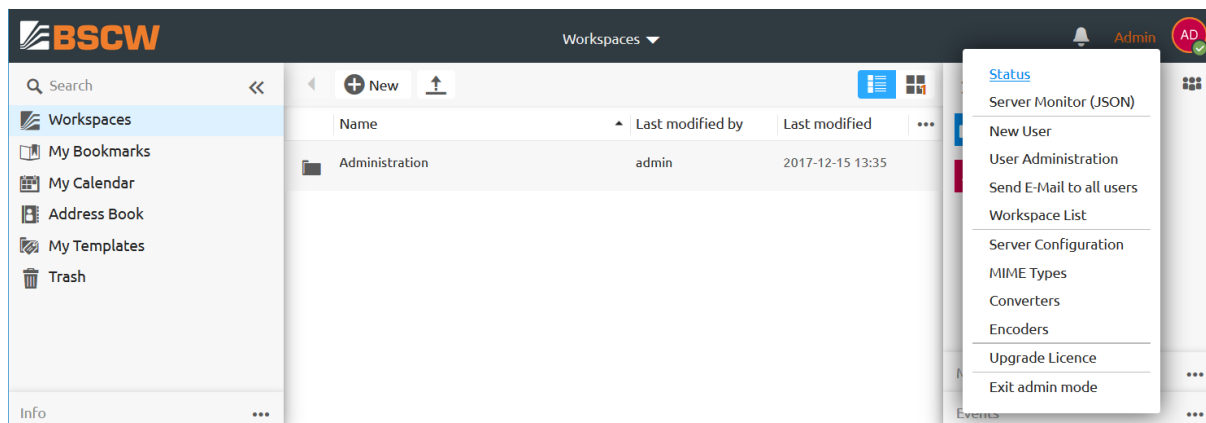 BSCW
Workspaces
Admin
AD
Search
Workspaces
My Bookmarks
My Calendar
Address Book
My Templates
Trash
Info
New
Name
Last modified by
Last modified
Administration
admin
2017-12-15 13:35
Status
Server Monitor (JSON)
New User
User Administration
Send E-Mail to all users
Workspace List
Server Configuration
MIME Types
Converters
Encoders
Upgrade Licence
Exit admin mode
Events